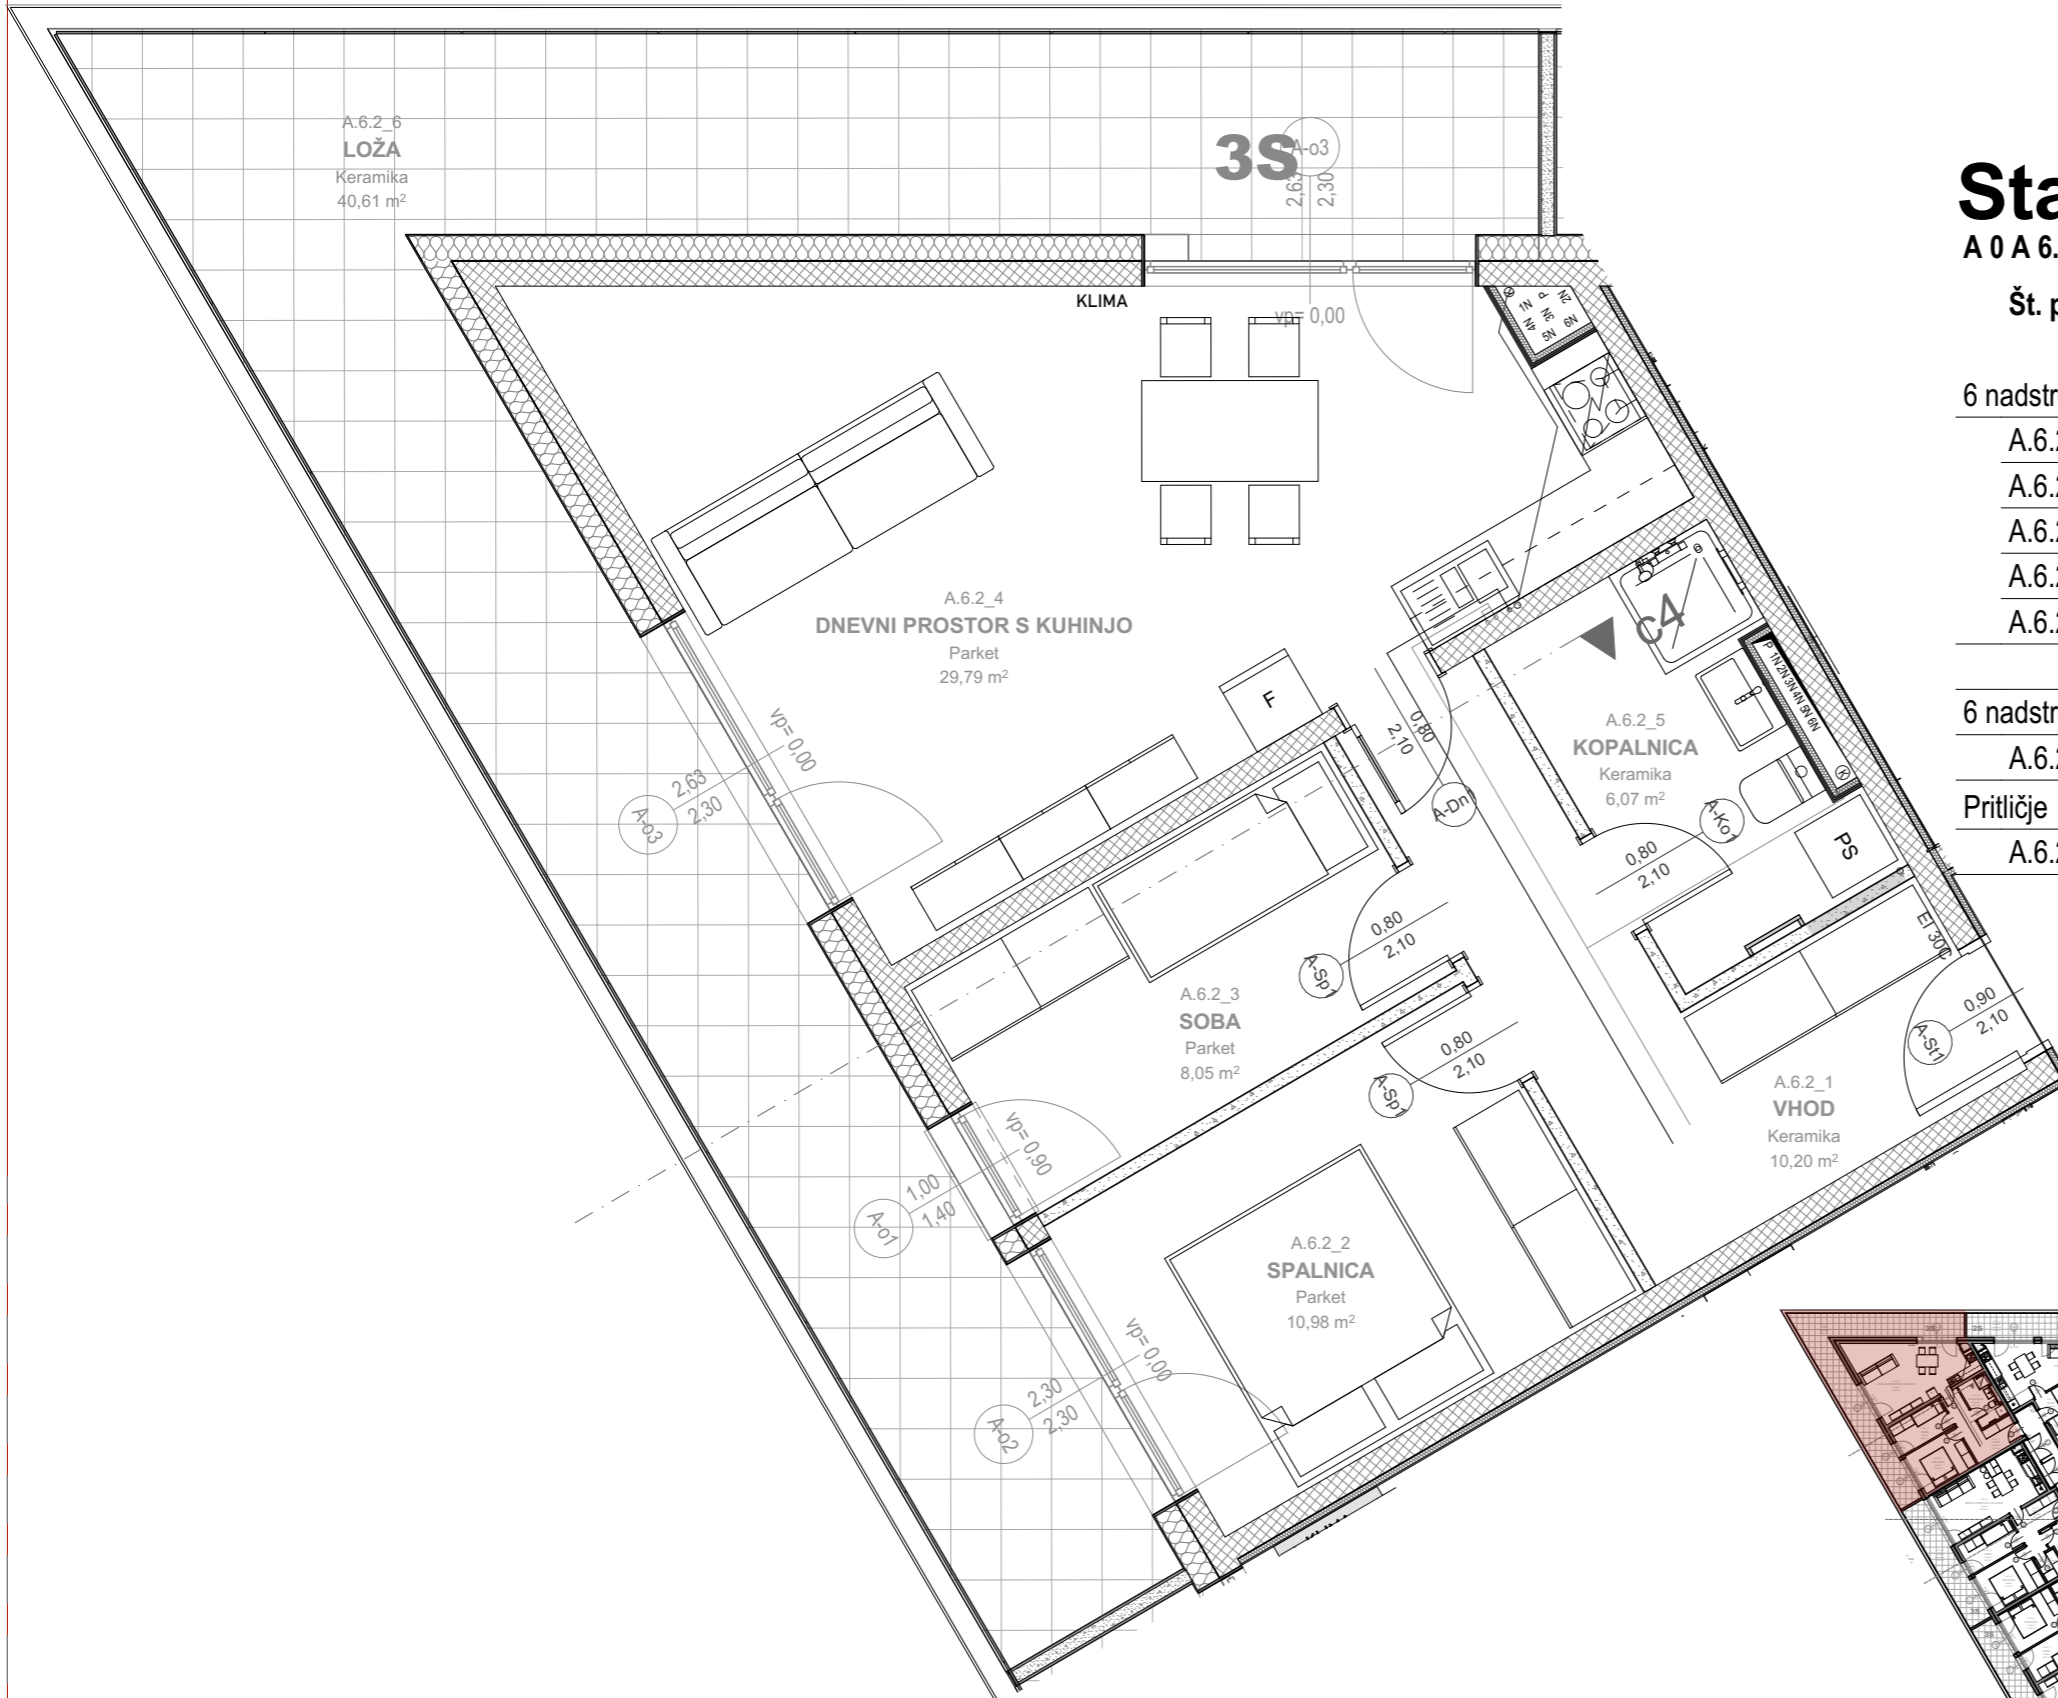 A.6.2_6
LOŽA
Keramika
40,61 m²
3S
A-o3
2,63
2,30
Sta
A 0 A 6.
Št. p
KLIMA
vp= 0,00
1N P 2N
4N 3N 6N
5N
6 nadstr
A.6.2
A.6.2
A.6.2
A.6.2
A.6.2
6 nadstr
A.6.2
Pritličje
A.6.2
A.6.2_4
DNEVNI PROSTOR S KUHINJO
Parket
29,79 m²
c4
F
P 1N 2N 3N 4N 5N 6N
K
0,80
2,10
A-Dn1
A.6.2_5
KOPALNICA
Keramika
6,07 m²
A-Ko1
0,80
2,10
PS
vp= 0,00
2,63
2,30
A-o3
0,80
2,10
A-Sp1
EI 30C
0,90
2,10
A-St1
A.6.2_3
SOBA
Parket
8,05 m²
0,80
2,10
A-Sp1
A.6.2_1
VHOD
Keramika
10,20 m²
vp= 0,90
1,00
1,40
A-o1
A.6.2_2
SPALNICA
Parket
10,98 m²
vp= 0,00
2,30
2,30
A-o2